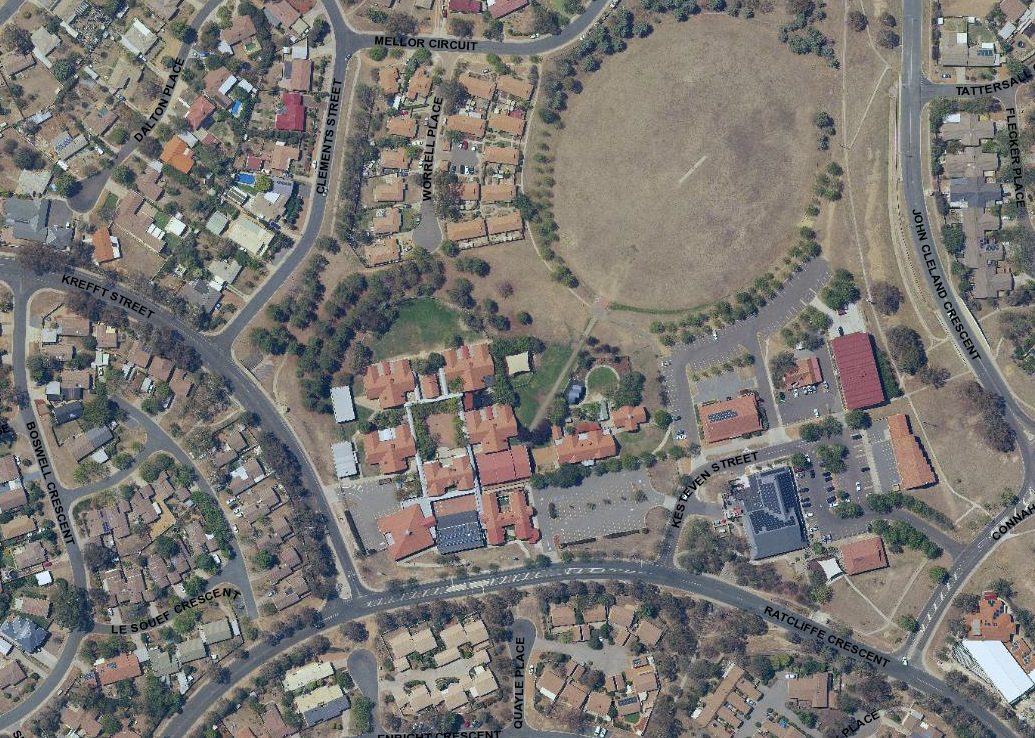 MELLOR CIRCUIT
DALTON PLACE
CLEMENTS STREET
WORRELL PLACE
TATTERSALL
FLECKER PLACE
JOHN CLELAND CRESCENT
KREFFT STREET
BOSWELL CRESCENT
KESTEVEN STREET
LE SOUEF CRESCENT
RATCLIFFE CRESCENT
QUAYLE PLACE
PLACE
ENRIGHT CRESCENT